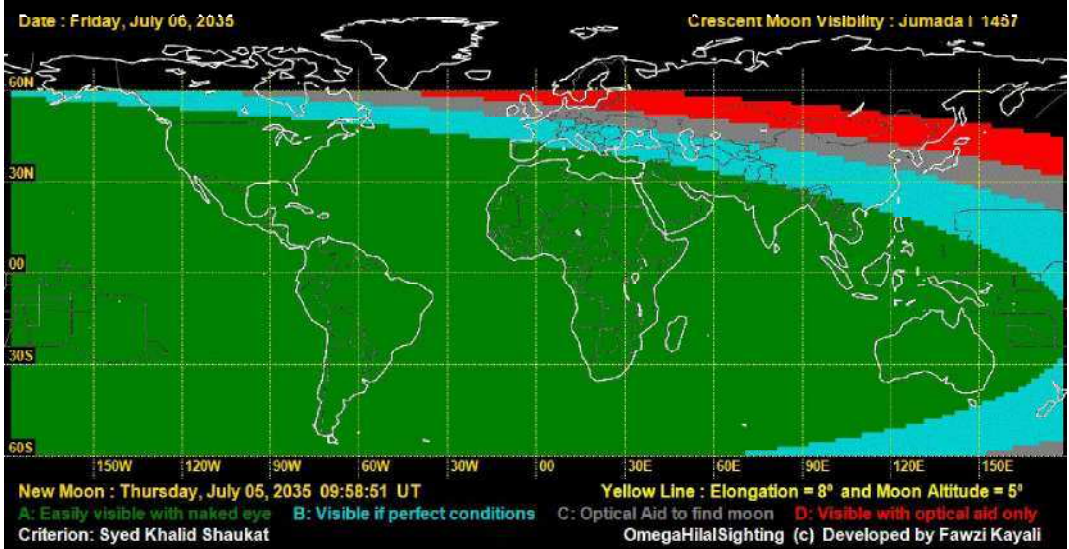 Date : Friday, July 06, 2035
Crescent Moon Visibility : Jumada I 1457
60N
30N
00
30S
60S
150W 120W 90W 60W 30W 00 30E 60E 90E 120E 150E
New Moon : Thursday, July 05, 2035 09:58:51 UT
Yellow Line : Elongation = 8º and Moon Altitude = 5º
A: Easily visible with naked eye B: Visible if perfect conditions C: Optical Aid to find moon D: Visible with optical aid only
Criterion: Syed Khalid Shaukat
OmegaHilalSighting (c) Developed by Fawzi Kayali